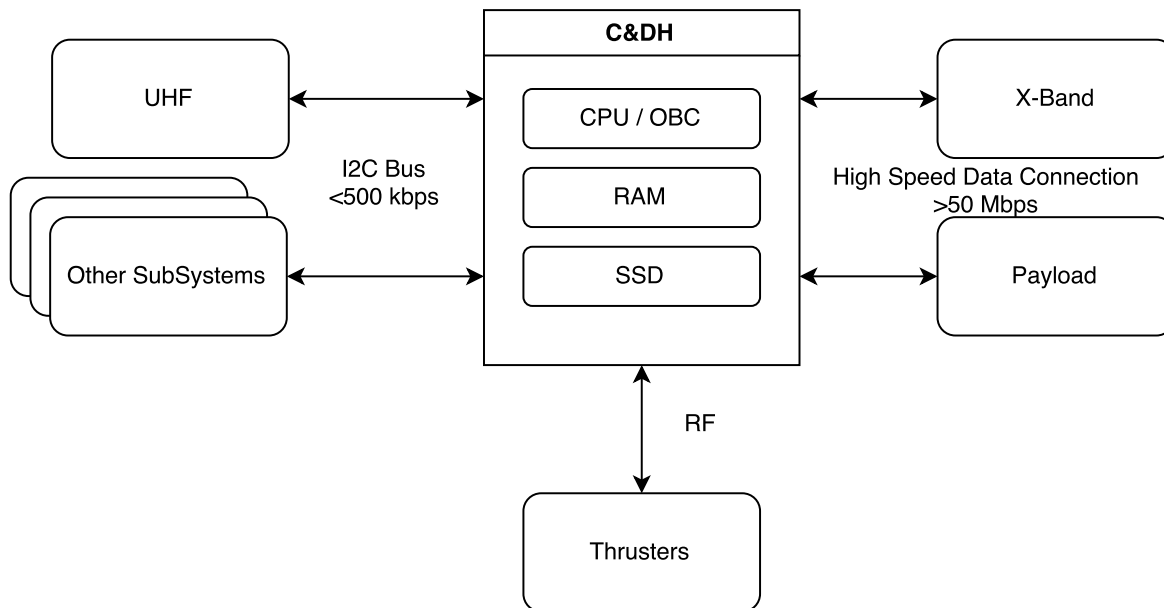 C&DH
UHF
CPU / OBC
X-Band
I2C Bus
<500 kbps
RAM
High Speed Data Connection
>50 Mbps
Other SubSystems
SSD
Payload
RF
Thrusters